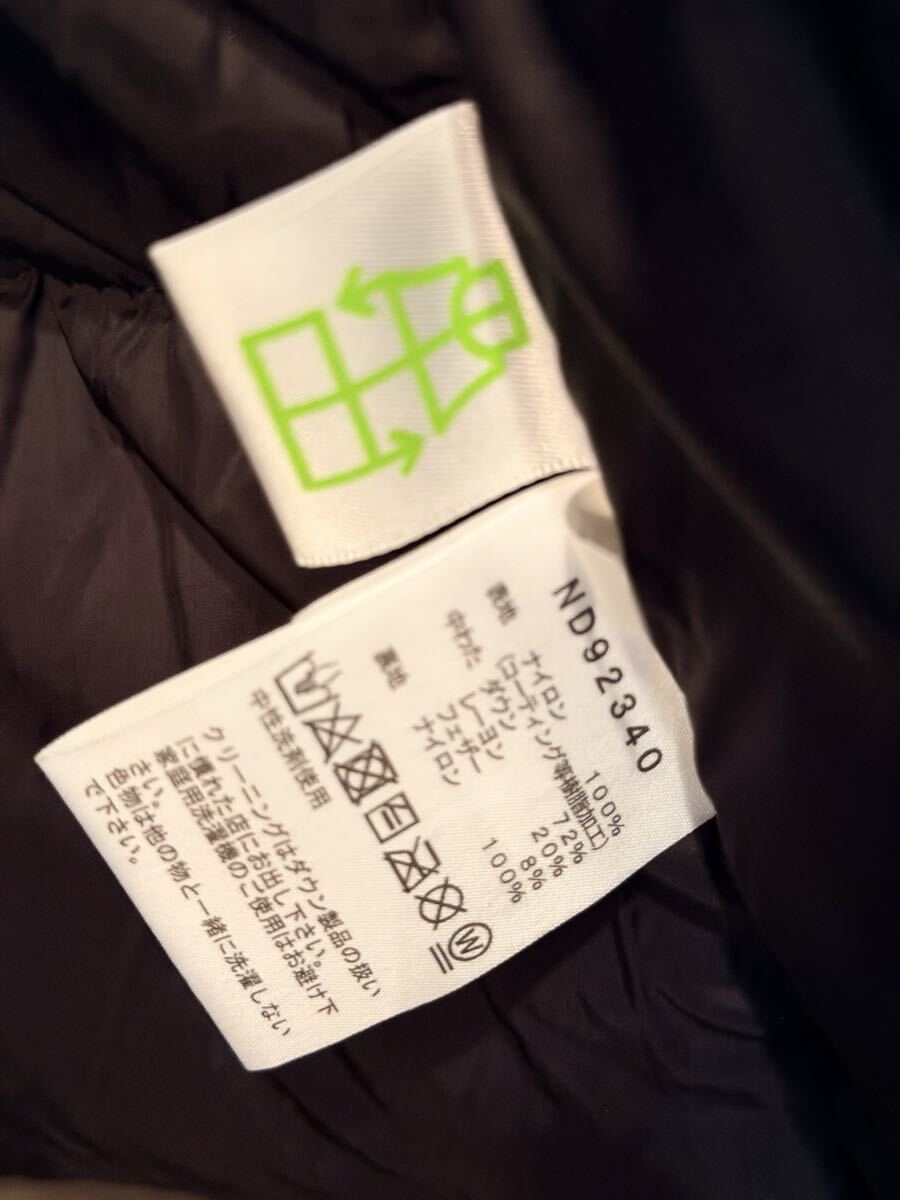 ND92340
表地 ナイロン 100%
(コーティング等樹脂加工)
中わた ダウン 72%
レーヨン 20%
フェザー 8%
裏地 ナイロン 100%
W
中性洗剤使用
クリーニングはダウン製品の扱い
に慣れた店にお出し下さい。
家庭用洗濯機のご使用はお避け下
さい。
色物は他の物と一緒に洗濯しない
で下さい。